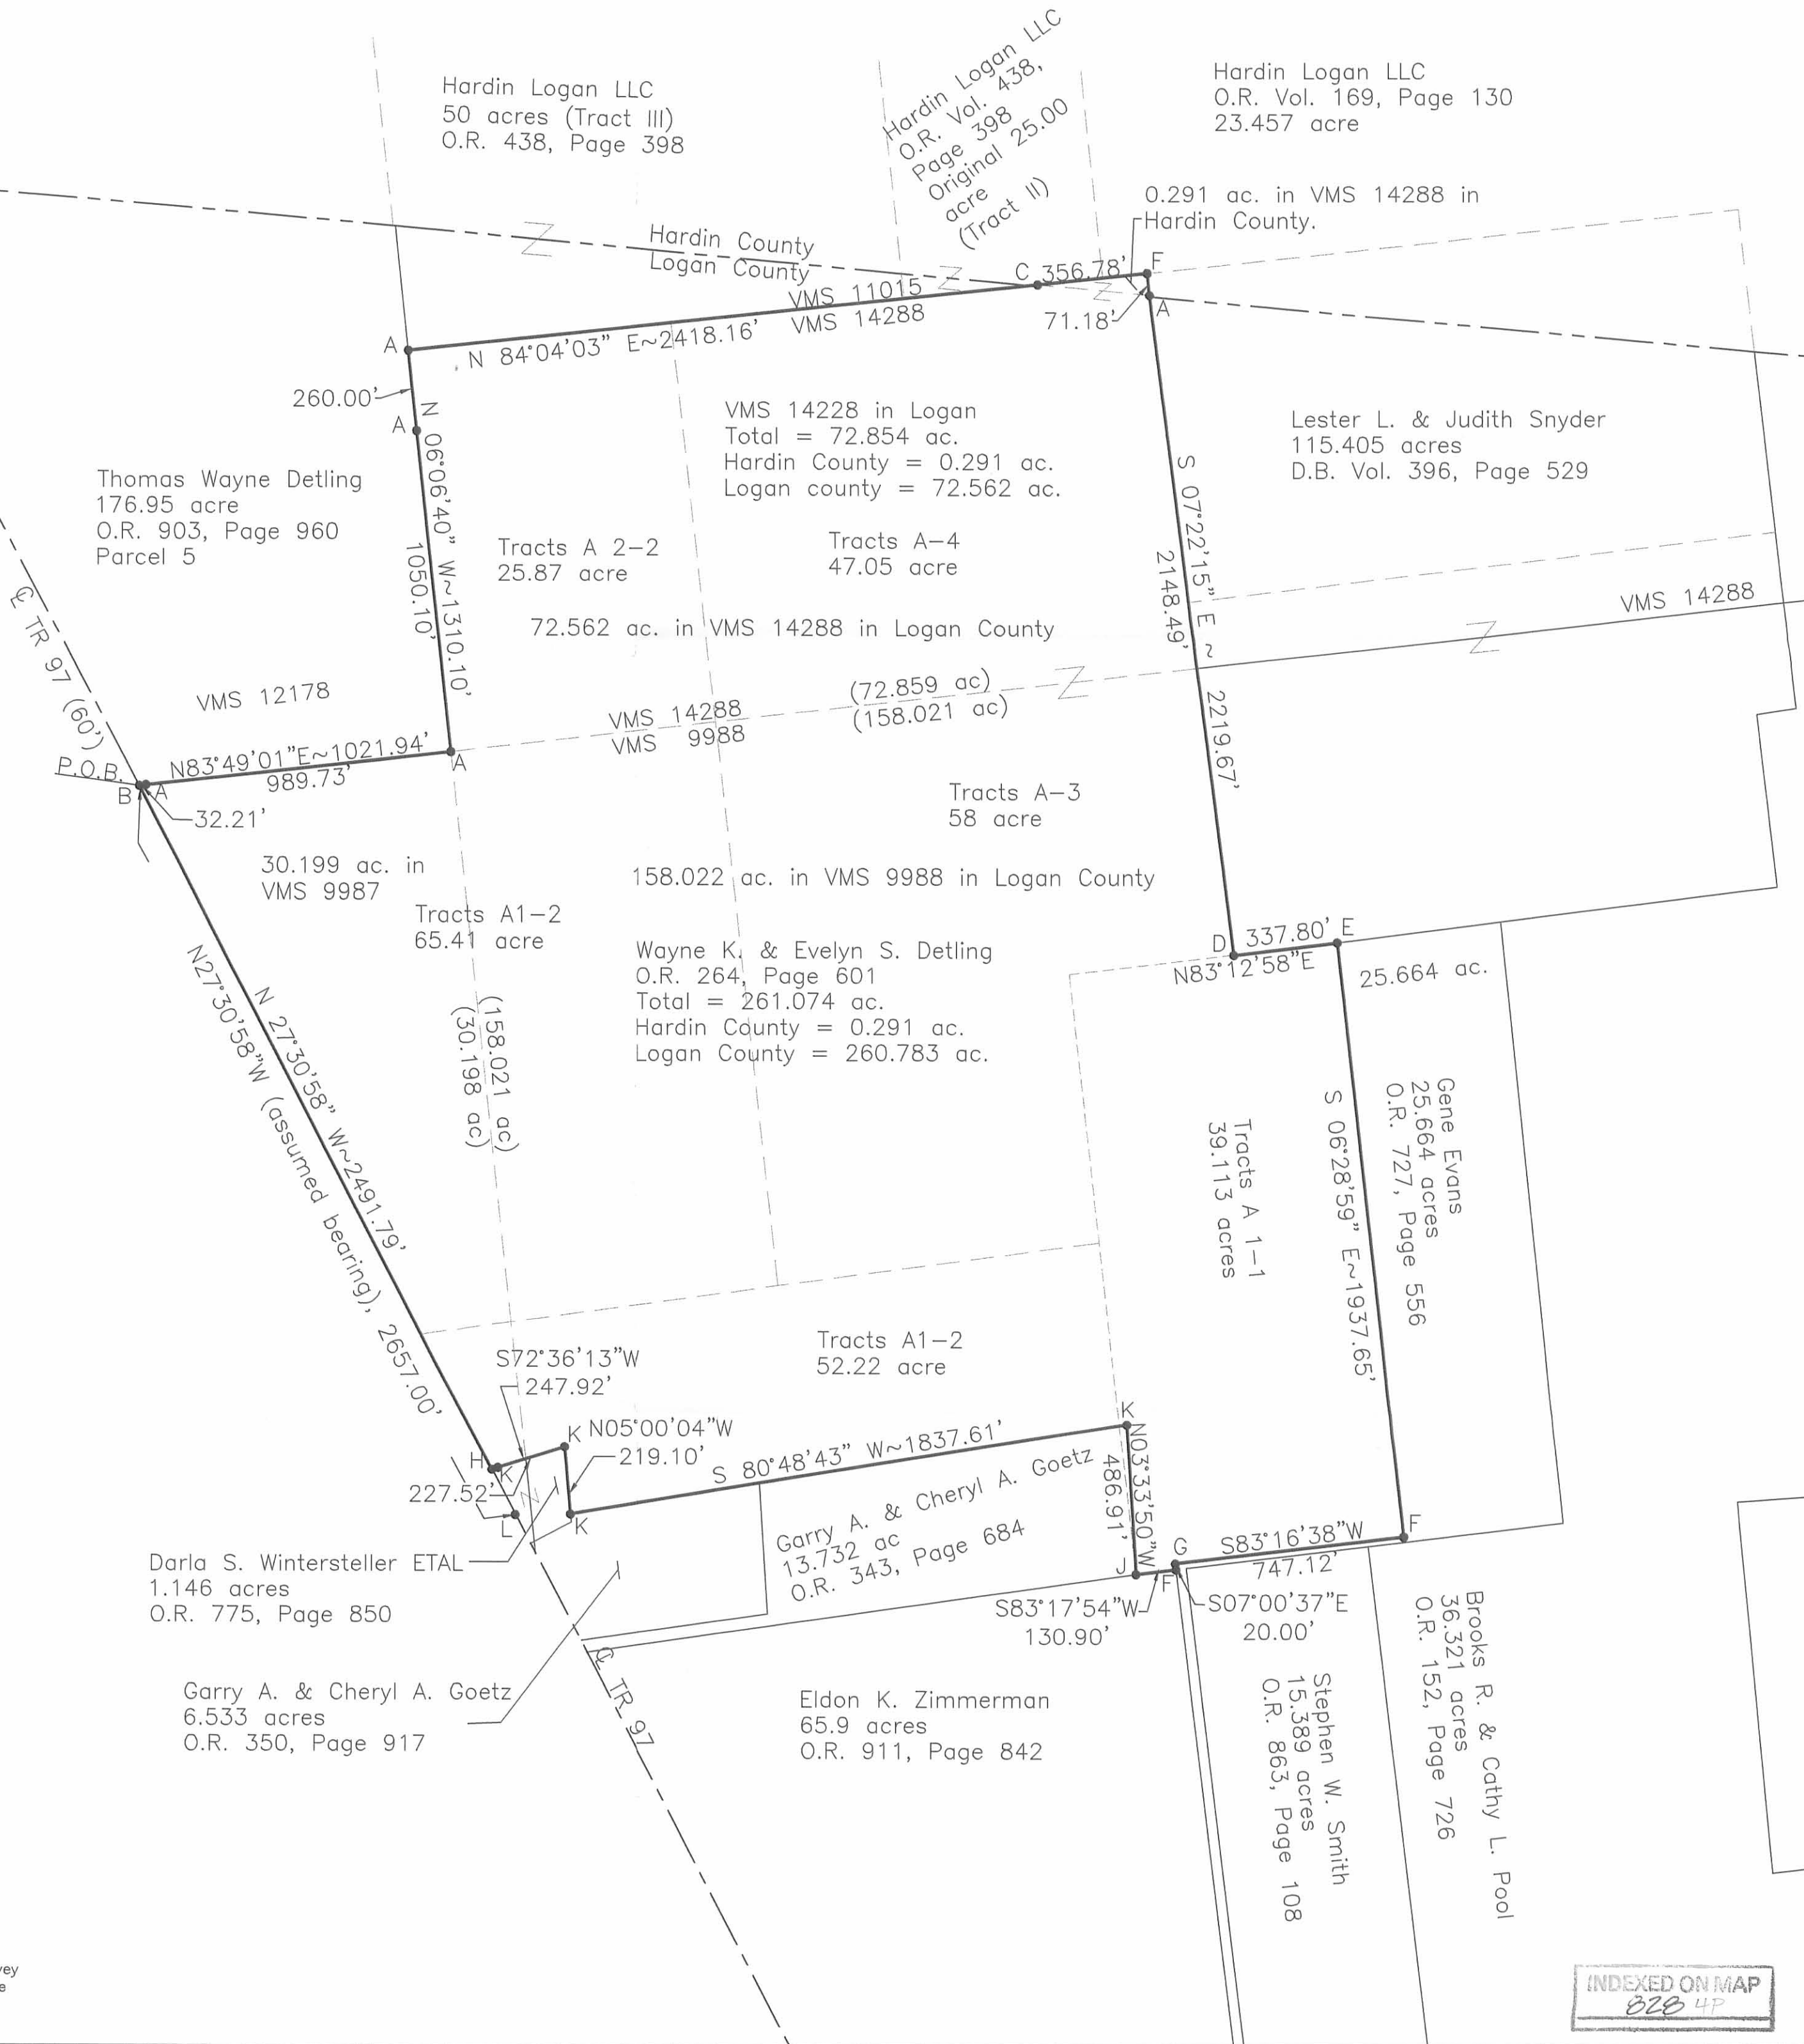 Hardin Logan LLC
50 acres (Tract III)
O.R. 438, Page 398
Hardin Logan LLC
O.R. Vol. 438,
Page 398
Original 25.00
acre
(Tract II)
Hardin Logan LLC
O.R. Vol. 169, Page 130
23.457 acre
0.291 ac. in VMS 14288 in
Hardin County.
Hardin County
Logan County
Z
Z
Z
C 356.78'
F
A
71.18'
VMS 11015
VMS 14288
A
N 84°04'03" E~2418.16'
260.00'
A
N 06°06'40" W~1310.10'
1050.10'
VMS 14228 in Logan
Total = 72.854 ac.
Hardin County = 0.291 ac.
Logan county = 72.562 ac.
Lester L. & Judith Snyder
115.405 acres
D.B. Vol. 396, Page 529
Thomas Wayne Detling
176.95 acre
O.R. 903, Page 960
Parcel 5
Tracts A 2-2
25.87 acre
Tracts A-4
47.05 acre
S 07°22'15" E ~
2148.49'
2219.67'
VMS 14288
Z
℄ TR 97 (60')
72.562 ac. in VMS 14288 in Logan County
VMS 12178
(72.859 ac)
(158.021 ac)
Z
VMS 14288
VMS 9988
P.O.B.
N83°49'01"E~1021.94'
989.73'
A
B
A
32.21'
Tracts A-3
58 acre
30.199 ac. in
VMS 9987
158.022 ac. in VMS 9988 in Logan County
Tracts A1-2
65.41 acre
D
337.80'
E
N83°12'58"E
25.664 ac.
Wayne K. & Evelyn S. Detling
O.R. 264, Page 601
Total = 261.074 ac.
Hardin County = 0.291 ac.
Logan County = 260.783 ac.
N 27°30'58" W~2491.79'
N27°30'58"W (assumed bearing), 2657.00'
(158.021 ac)
(30.198 ac)
Gene Evans
25.664 acres
O.R. 727, Page 556
S 06°28'59" E~1937.65'
Tracts A 1-1
39.113 acres
Tracts A1-2
52.22 acre
S72°36'13"W
247.92'
K
N05°00'04"W
219.10'
K
S 80°48'43" W~1837.61'
H
K
227.52'
Z
L
K
N03°33'50"W
486.91'
Garry A. & Cheryl A. Goetz
13.732 ac
O.R. 343, Page 684
F
G
S83°16'38"W
747.12'
J
F
S83°17'54"W
130.90'
S07°00'37"E
20.00'
Darla S. Wintersteller ETAL
1.146 acres
O.R. 775, Page 850
Garry A. & Cheryl A. Goetz
6.533 acres
O.R. 350, Page 917
℄ TR 97
Eldon K. Zimmerman
65.9 acres
O.R. 911, Page 842
Stephen W. Smith
15.389 acres
O.R. 863, Page 108
Brooks R. & Cathy L. Pool
36.321 acres
O.R. 152, Page 726
INDEXED ON MAP
828 4P